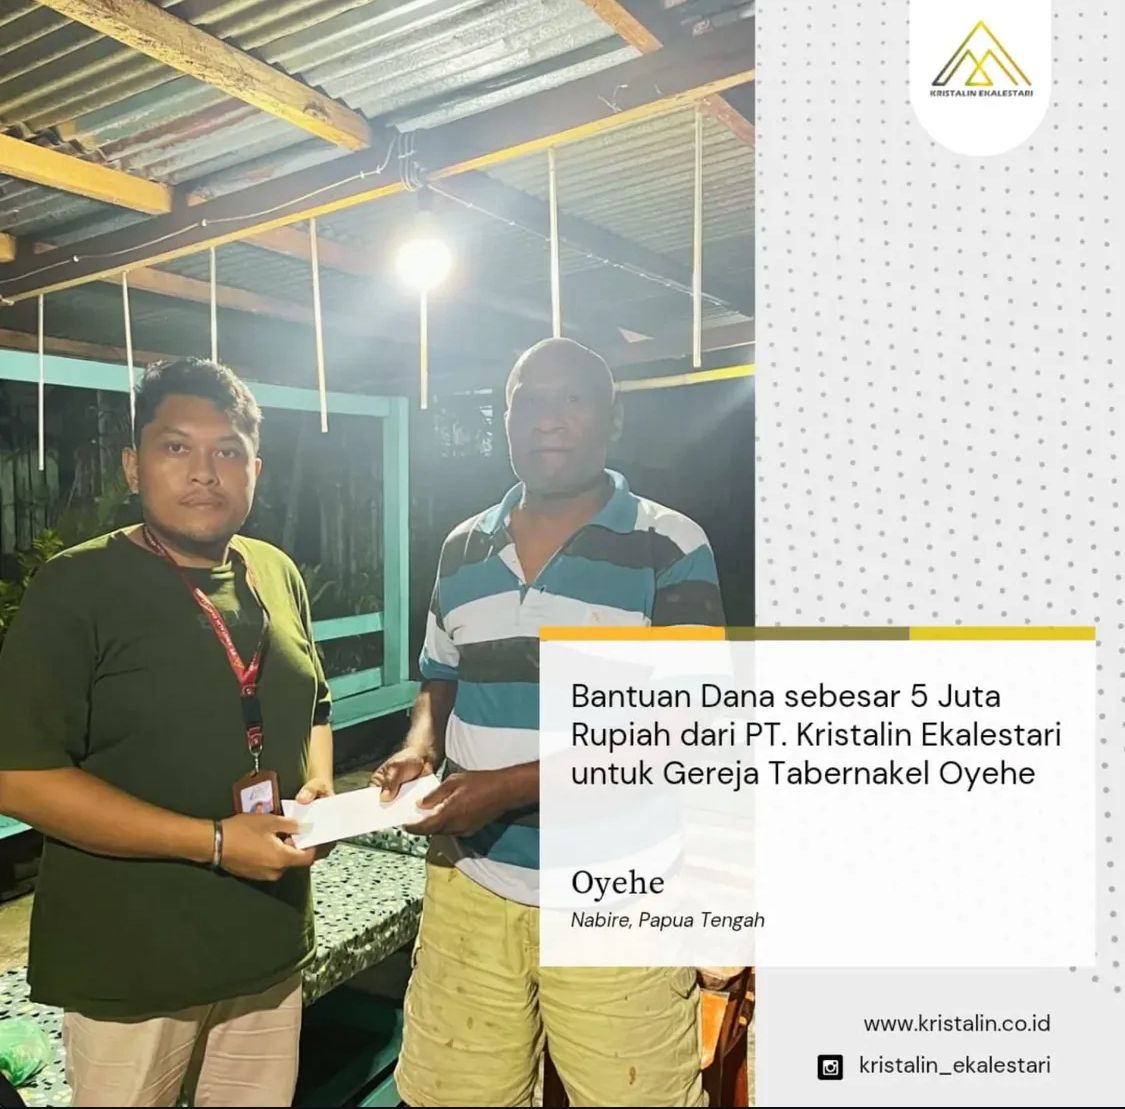 KRISTALIN EKALESTARI
Bantuan Dana sebesar 5 Juta
Rupiah dari PT. Kristalin Ekalestari
untuk Gereja Tabernakel Oyehe
Oyehe
Nabire, Papua Tengah
www.kristalin.co.id
kristalin_ekalestari